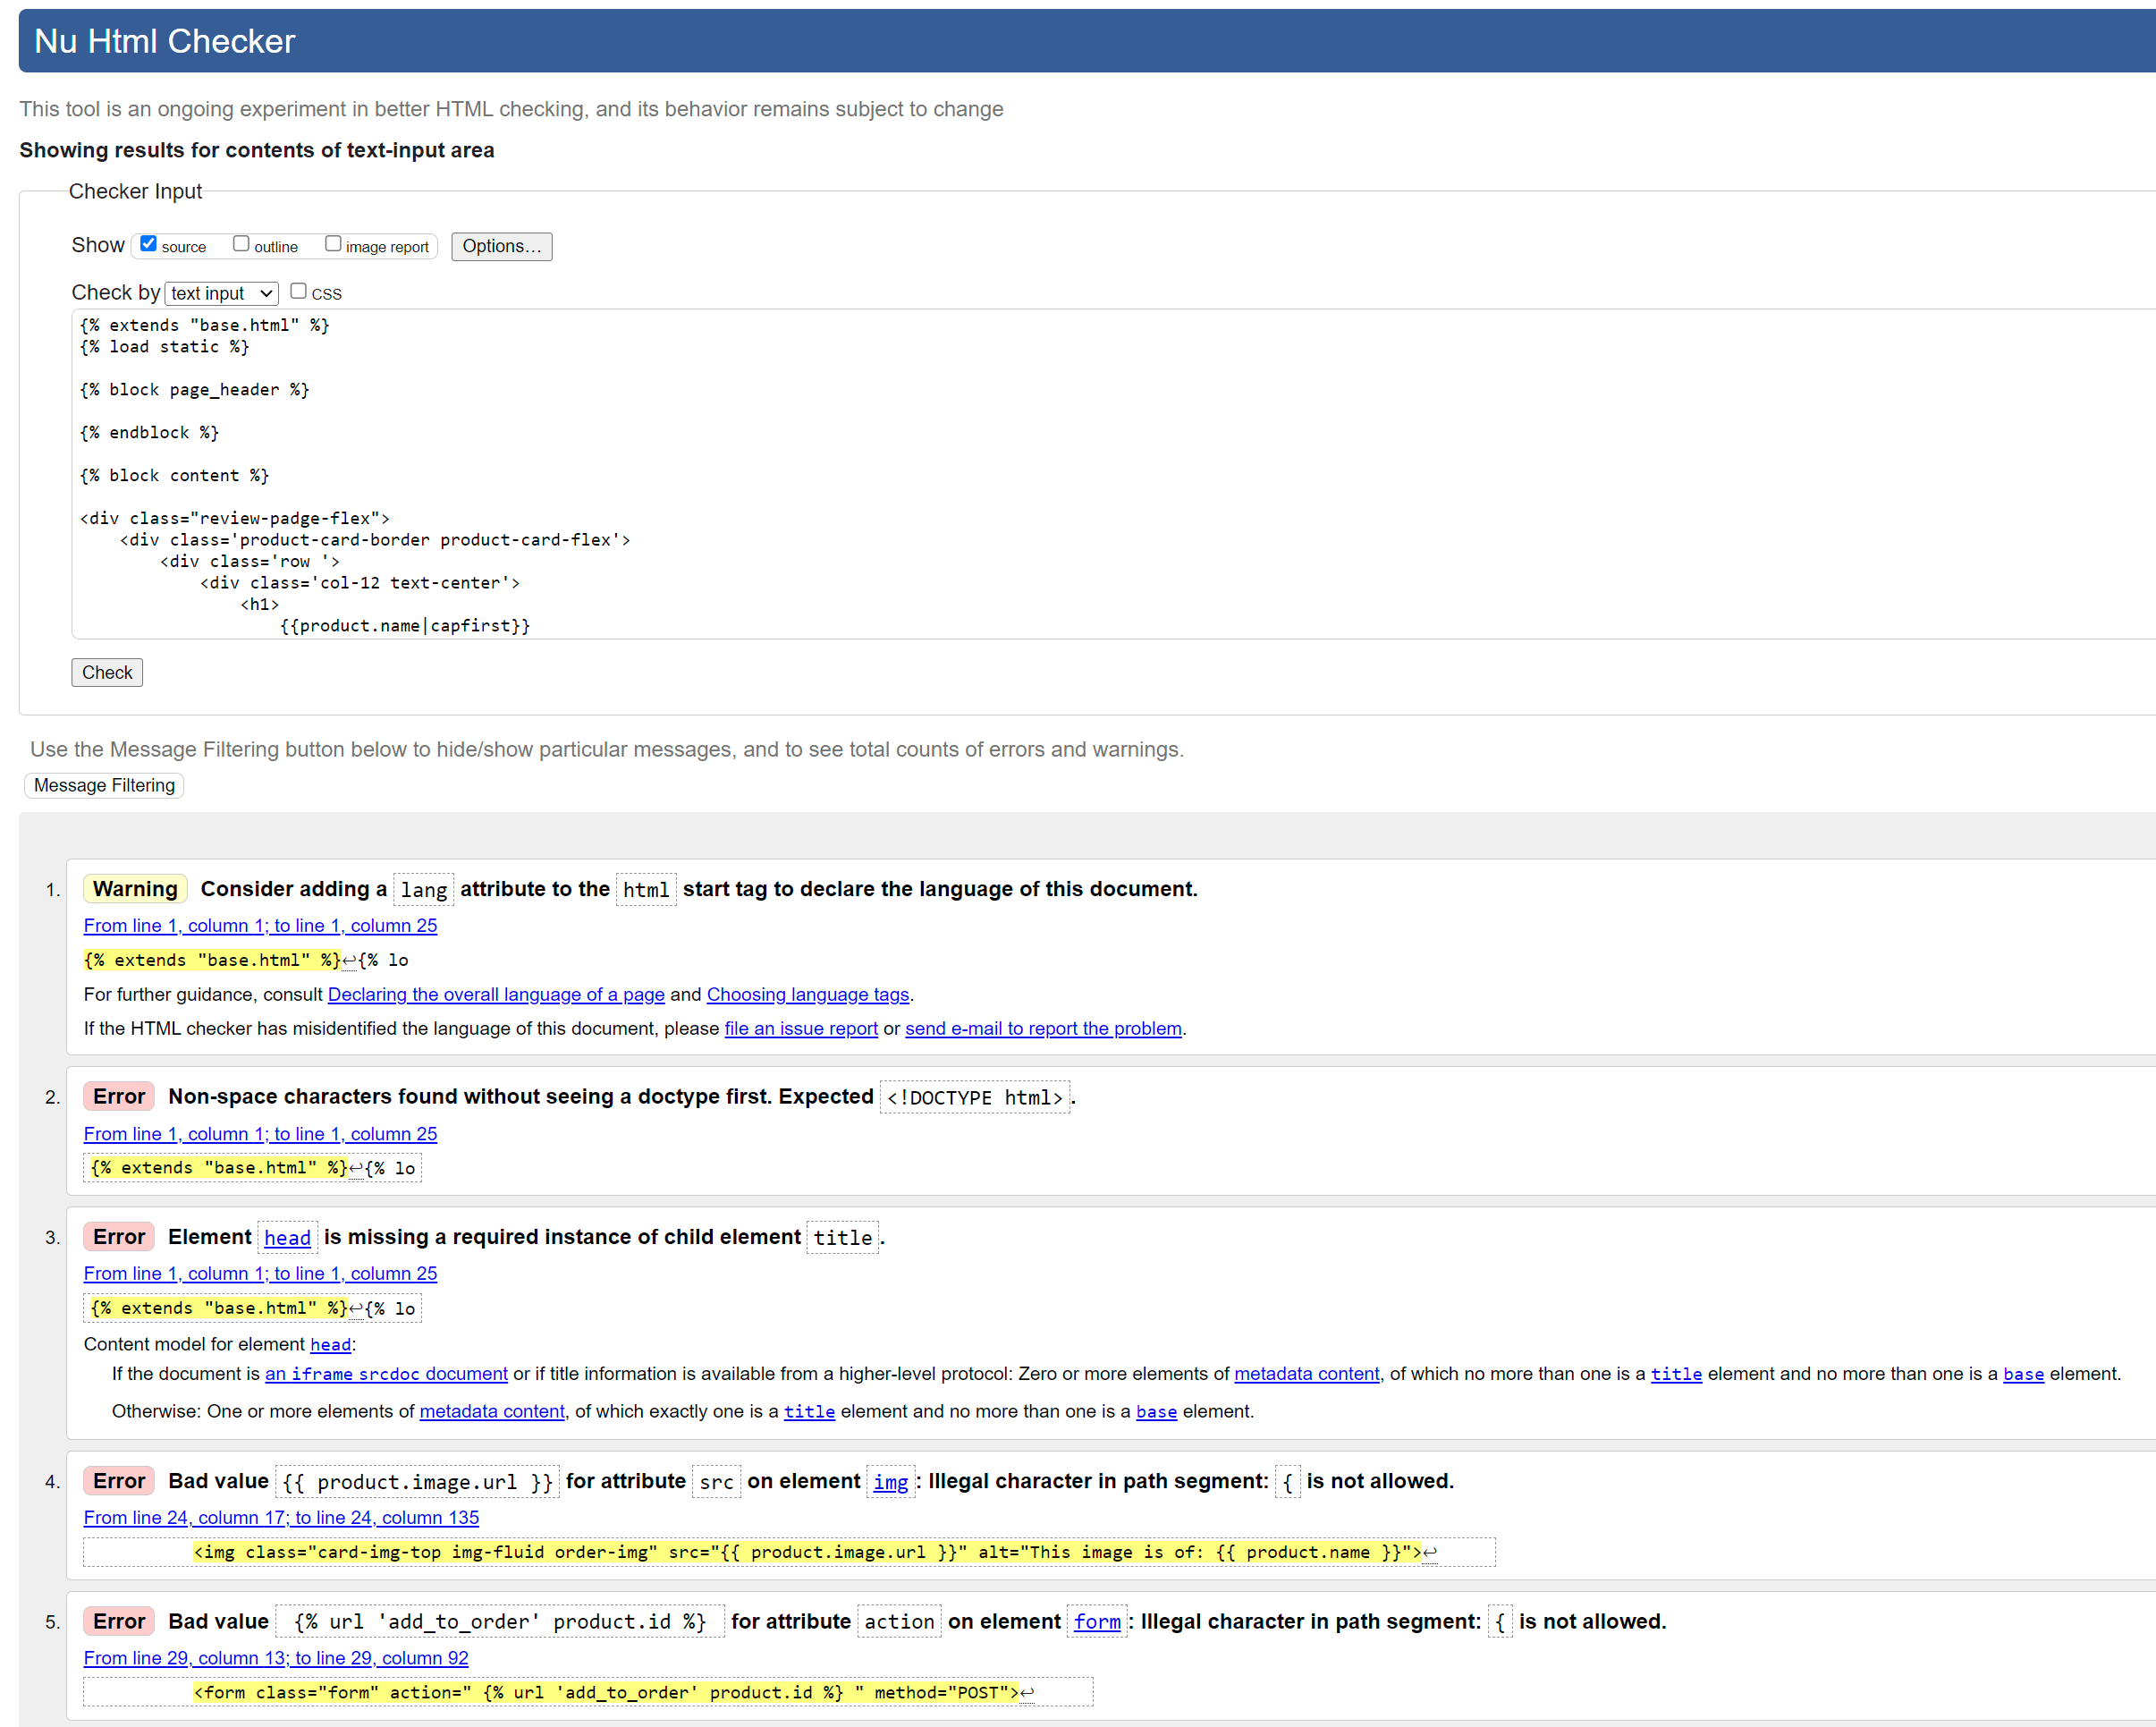 Nu Html Checker
This tool is an ongoing experiment in better HTML checking, and its behavior remains subject to change
Showing results for contents of text-input area
Checker Input
Show source outline image report Options...
Check by text input CSS
{% extends "base.html" %}
{% load static %}
{% block page_header %}
{% endblock %}
{% block content %}
<div class="review-padge-flex">
<div class='product-card-border product-card-flex'>
<div class='row '>
<div class='col-12 text-center'>
<h1>
{{product.name|capfirst}}
Check
Use the Message Filtering button below to hide/show particular messages, and to see total counts of errors and warnings.
Message Filtering
1. Warning Consider adding a lang attribute to the html start tag to declare the language of this document.
From line 1, column 1; to line 1, column 25
{% extends "base.html" %}↩{% lo
For further guidance, consult Declaring the overall language of a page and Choosing language tags.
If the HTML checker has misidentified the language of this document, please file an issue report or send e-mail to report the problem.
2. Error Non-space characters found without seeing a doctype first. Expected <!DOCTYPE html>.
From line 1, column 1; to line 1, column 25
{% extends "base.html" %}↩{% lo
3. Error Element head is missing a required instance of child element title.
From line 1, column 1; to line 1, column 25
{% extends "base.html" %}↩{% lo
Content model for element head:
If the document is an iframe srcdoc document or if title information is available from a higher-level protocol: Zero or more elements of metadata content, of which no more than one is a title element and no more than one is a base element.
Otherwise: One or more elements of metadata content, of which exactly one is a title element and no more than one is a base element.
4. Error Bad value {{ product.image.url }} for attribute src on element img: Illegal character in path segment: { is not allowed.
From line 24, column 17; to line 24, column 135
<img class="card-img-top img-fluid order-img" src="{{ product.image.url }}" alt="This image is of: {{ product.name }}">↩
5. Error Bad value {% url 'add_to_order' product.id %} for attribute action on element form: Illegal character in path segment: { is not allowed.
From line 29, column 13; to line 29, column 92
<form class="form" action=" {% url 'add_to_order' product.id %} " method="POST">↩